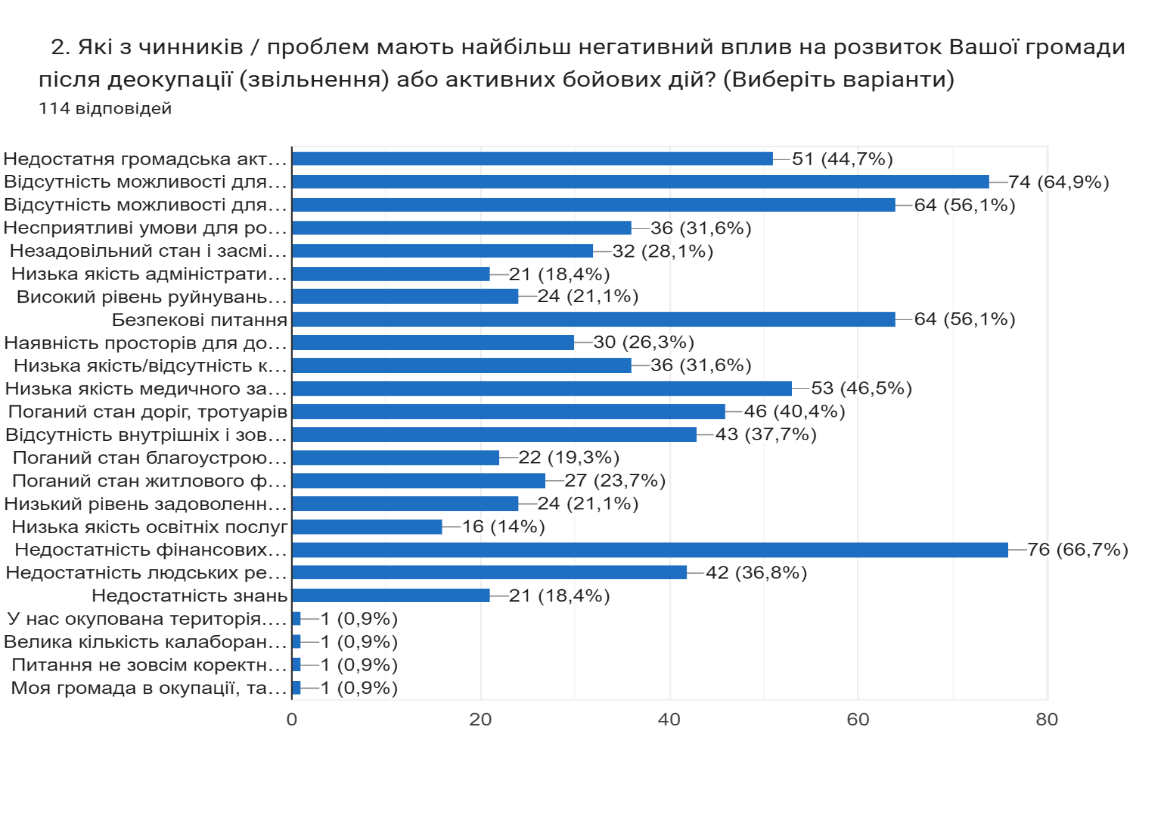 2. Які з чинників / проблем мають найбільш негативний вплив на розвиток Вашої громади
після деокупації (звільнення) або активних бойових дій? (Виберіть варіанти)
114 відповідей
Недостатня громадська акт… 51 (44,7%)
Відсутність можливості для… 74 (64,9%)
Відсутність можливості для… 64 (56,1%)
Несприятливі умови для ро… 36 (31,6%)
Незадовільний стан і засмі… 32 (28,1%)
Низька якість адміністрати… 21 (18,4%)
Високий рівень руйнувань… 24 (21,1%)
Безпекові питання 64 (56,1%)
Наявність просторів для до… 30 (26,3%)
Низька якість/відсутність к… 36 (31,6%)
Низька якість медичного за… 53 (46,5%)
Поганий стан доріг, тротуарів 46 (40,4%)
Відсутність внутрішніх і зов… 43 (37,7%)
Поганий стан благоустрою… 22 (19,3%)
Поганий стан житлового ф… 27 (23,7%)
Низький рівень задоволенн… 24 (21,1%)
Низька якість освітніх послуг 16 (14%)
Недостатність фінансових… 76 (66,7%)
Недостатність людських ре… 42 (36,8%)
Недостатність знань 21 (18,4%)
У нас окупована територія.… 1 (0,9%)
Велика кількість калаборан… 1 (0,9%)
Питання не зовсім коректн… 1 (0,9%)
Моя громада в окупації, та… 1 (0,9%)
0 20 40 60 80